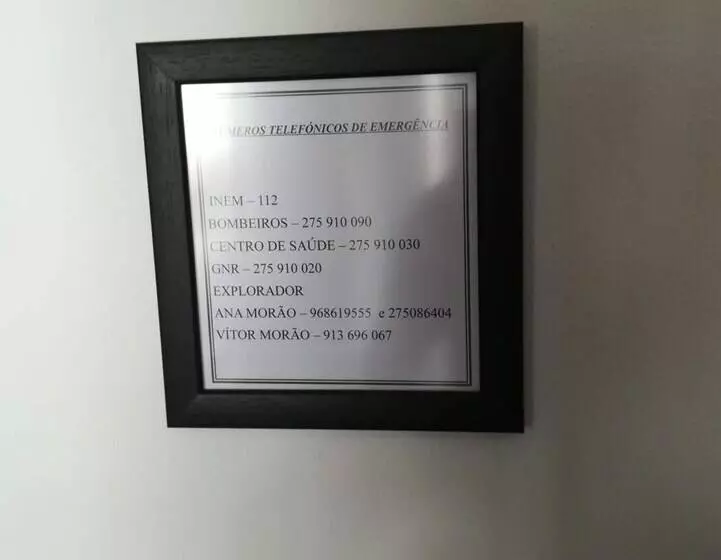 NÚMEROS TELEFÓNICOS DE EMERGÊNCIA
INEM – 112
BOMBEIROS – 275 910 090
CENTRO DE SAÚDE – 275 910 030
GNR – 275 910 020
EXPLORADOR
ANA MORÃO – 968619555 e 275086404
VÍTOR MORÃO – 913 696 067